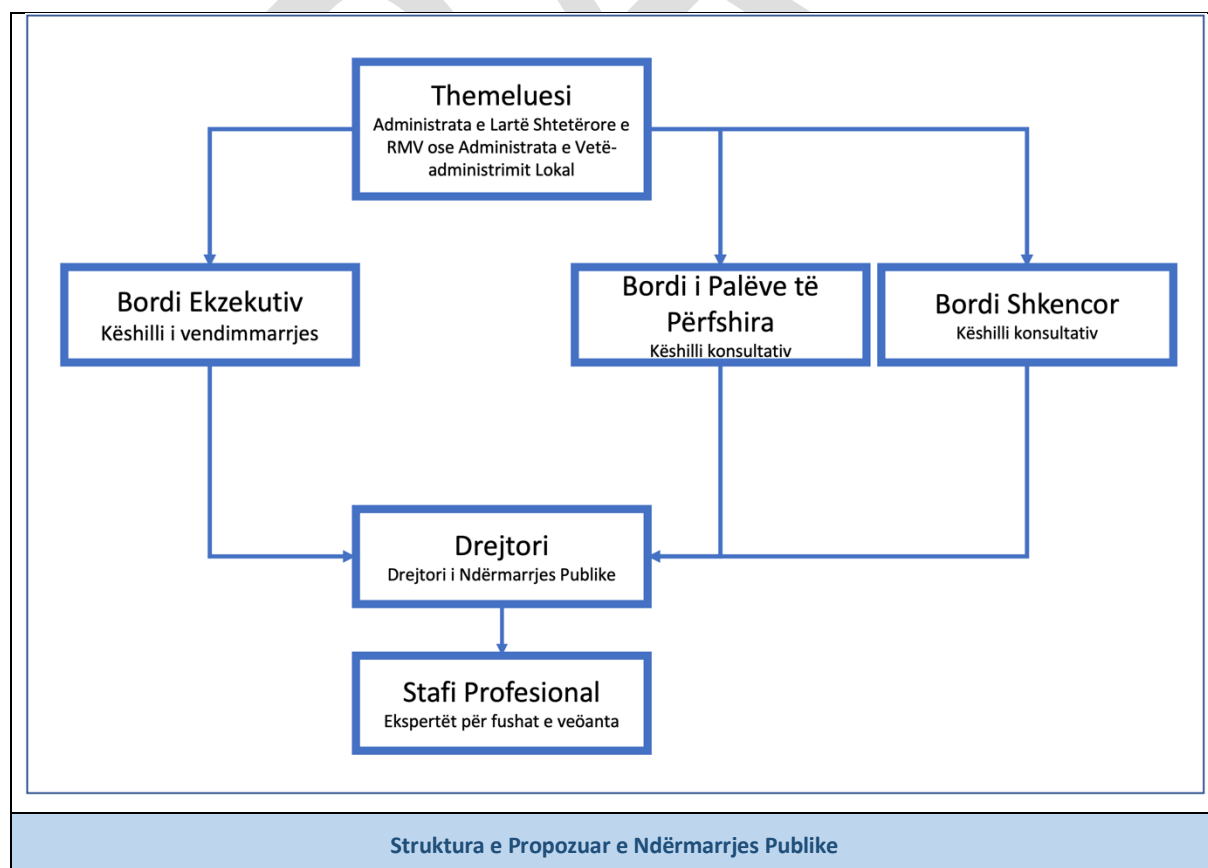 Themeluesi
Administrata e Lartë Shtetërore e
RMV ose Administrata e Vetë-
administrimit Lokal
Bordi Ekzekutiv
Këshilli i vendimmarrjes
Bordi i Palëve të
Përfshira
Këshilli konsultativ
Bordi Shkencor
Këshilli konsultativ
Drejtori
Drejtori i Ndërmarrjes Publike
Stafi Profesional
Ekspertët për fushat e veöanta
Struktura e Propozuar e Ndërmarrjes Publike